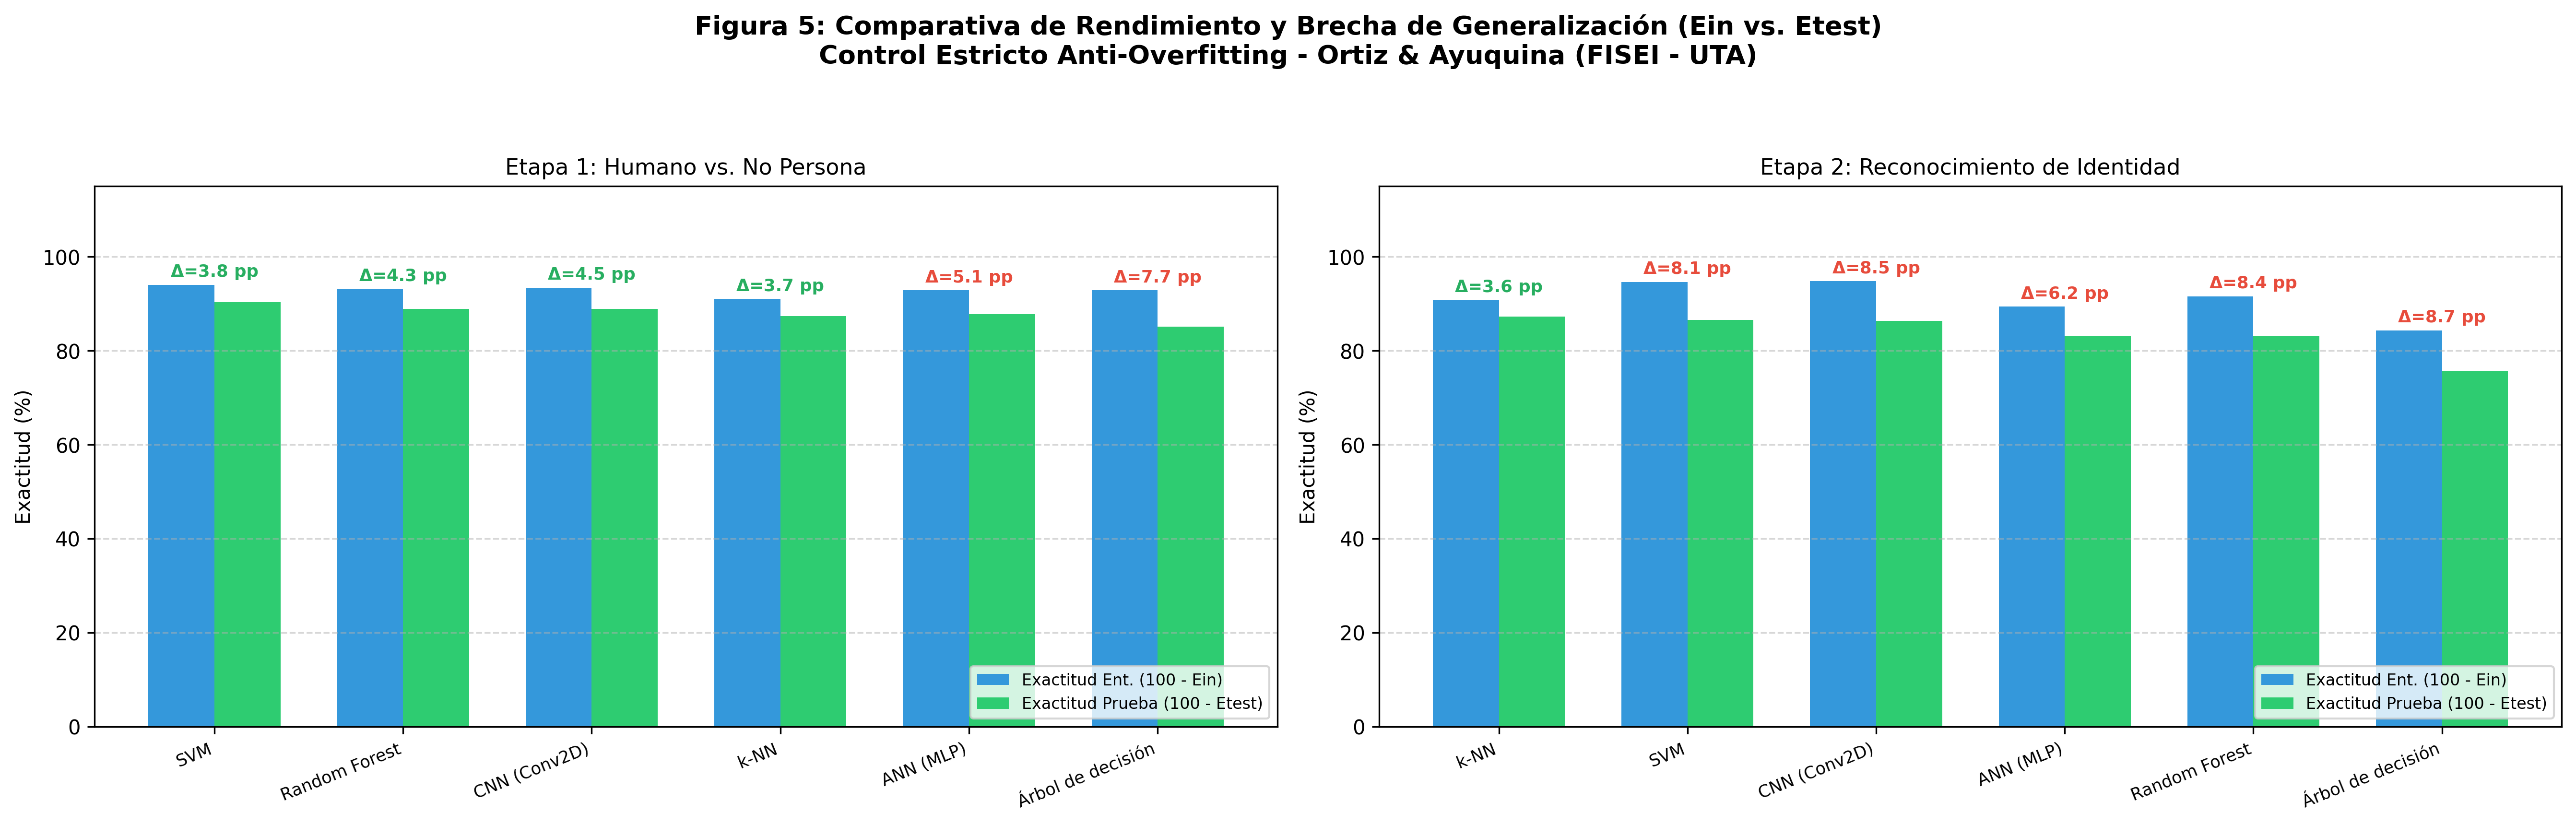 Figura 5: Comparativa de Rendimiento y Brecha de Generalización (Ein vs. Etest)
Control Estricto Anti-Overfitting - Ortiz & Ayuquina (FISEI - UTA)
Etapa 1: Humano vs. No Persona
Exactitud (%)
100
80
60
40
20
0
Δ=3.8 pp
Δ=4.3 pp
Δ=4.5 pp
Δ=3.7 pp
Δ=5.1 pp
Δ=7.7 pp
Exactitud Ent. (100 - Ein)
Exactitud Prueba (100 - Etest)
SVM
Random Forest
CNN (Conv2D)
k-NN
ANN (MLP)
Árbol de decisión
Etapa 2: Reconocimiento de Identidad
Exactitud (%)
100
80
60
40
20
0
Δ=3.6 pp
Δ=8.1 pp
Δ=8.5 pp
Δ=6.2 pp
Δ=8.4 pp
Δ=8.7 pp
Exactitud Ent. (100 - Ein)
Exactitud Prueba (100 - Etest)
k-NN
SVM
CNN (Conv2D)
ANN (MLP)
Random Forest
Árbol de decisión